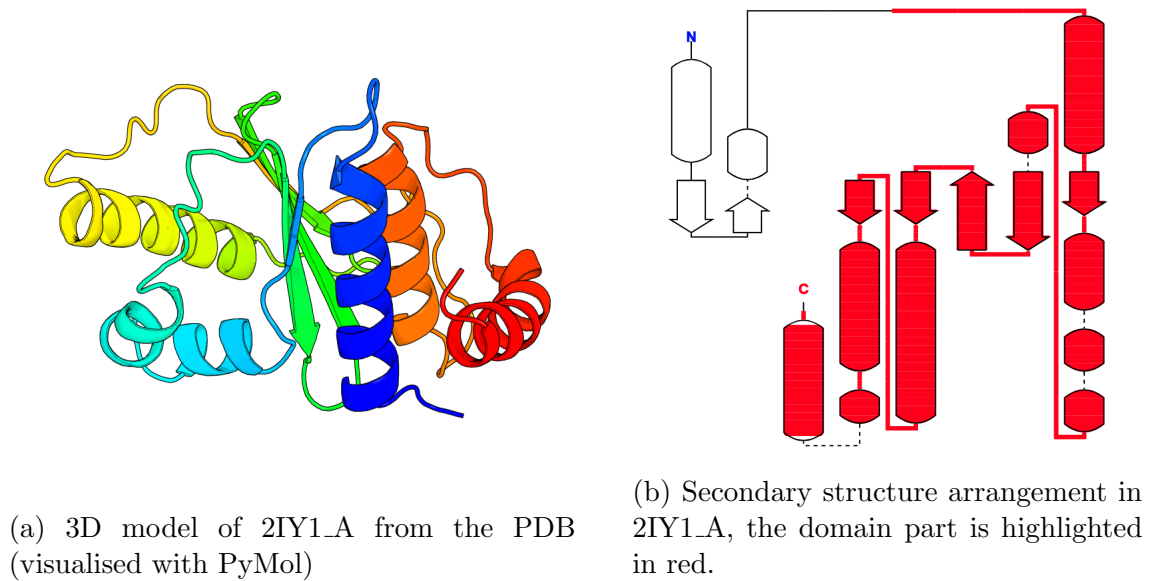 N
C
(a) 3D model of 2IY1_A from the PDB
(visualised with PyMol)
(b) Secondary structure arrangement in
2IY1_A, the domain part is highlighted
in red.